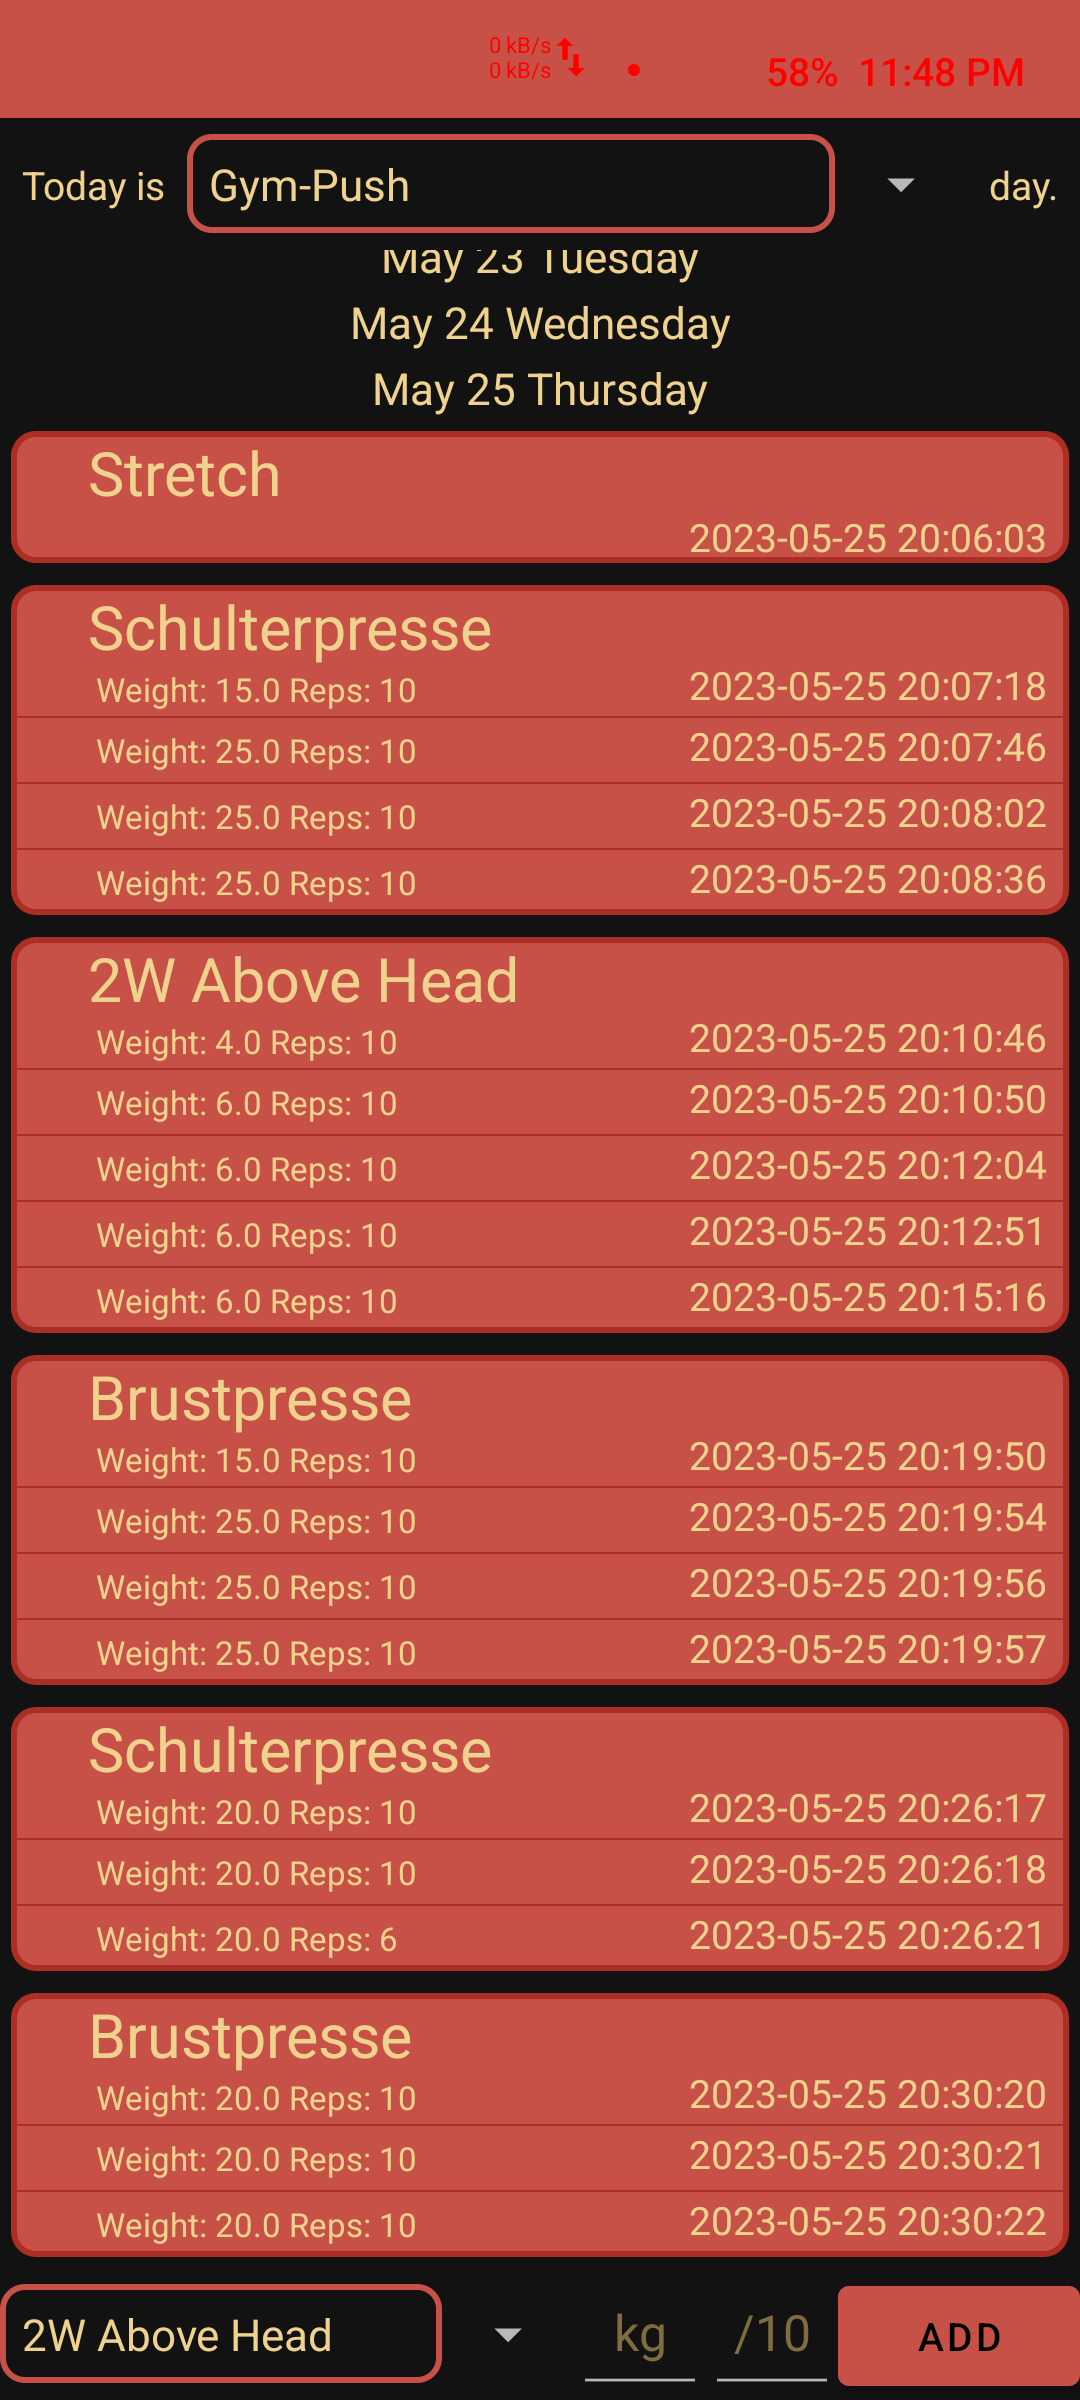 0 kB/s
0 kB/s
58% 11:48 PM
Today is Gym-Push day.
May 23 Tuesday
May 24 Wednesday
May 25 Thursday
Stretch
2023-05-25 20:06:03
Schulterpresse
Weight: 15.0 Reps: 10 2023-05-25 20:07:18
Weight: 25.0 Reps: 10 2023-05-25 20:07:46
Weight: 25.0 Reps: 10 2023-05-25 20:08:02
Weight: 25.0 Reps: 10 2023-05-25 20:08:36
2W Above Head
Weight: 4.0 Reps: 10 2023-05-25 20:10:46
Weight: 6.0 Reps: 10 2023-05-25 20:10:50
Weight: 6.0 Reps: 10 2023-05-25 20:12:04
Weight: 6.0 Reps: 10 2023-05-25 20:12:51
Weight: 6.0 Reps: 10 2023-05-25 20:15:16
Brustpresse
Weight: 15.0 Reps: 10 2023-05-25 20:19:50
Weight: 25.0 Reps: 10 2023-05-25 20:19:54
Weight: 25.0 Reps: 10 2023-05-25 20:19:56
Weight: 25.0 Reps: 10 2023-05-25 20:19:57
Schulterpresse
Weight: 20.0 Reps: 10 2023-05-25 20:26:17
Weight: 20.0 Reps: 10 2023-05-25 20:26:18
Weight: 20.0 Reps: 6 2023-05-25 20:26:21
Brustpresse
Weight: 20.0 Reps: 10 2023-05-25 20:30:20
Weight: 20.0 Reps: 10 2023-05-25 20:30:21
Weight: 20.0 Reps: 10 2023-05-25 20:30:22
2W Above Head kg /10 ADD